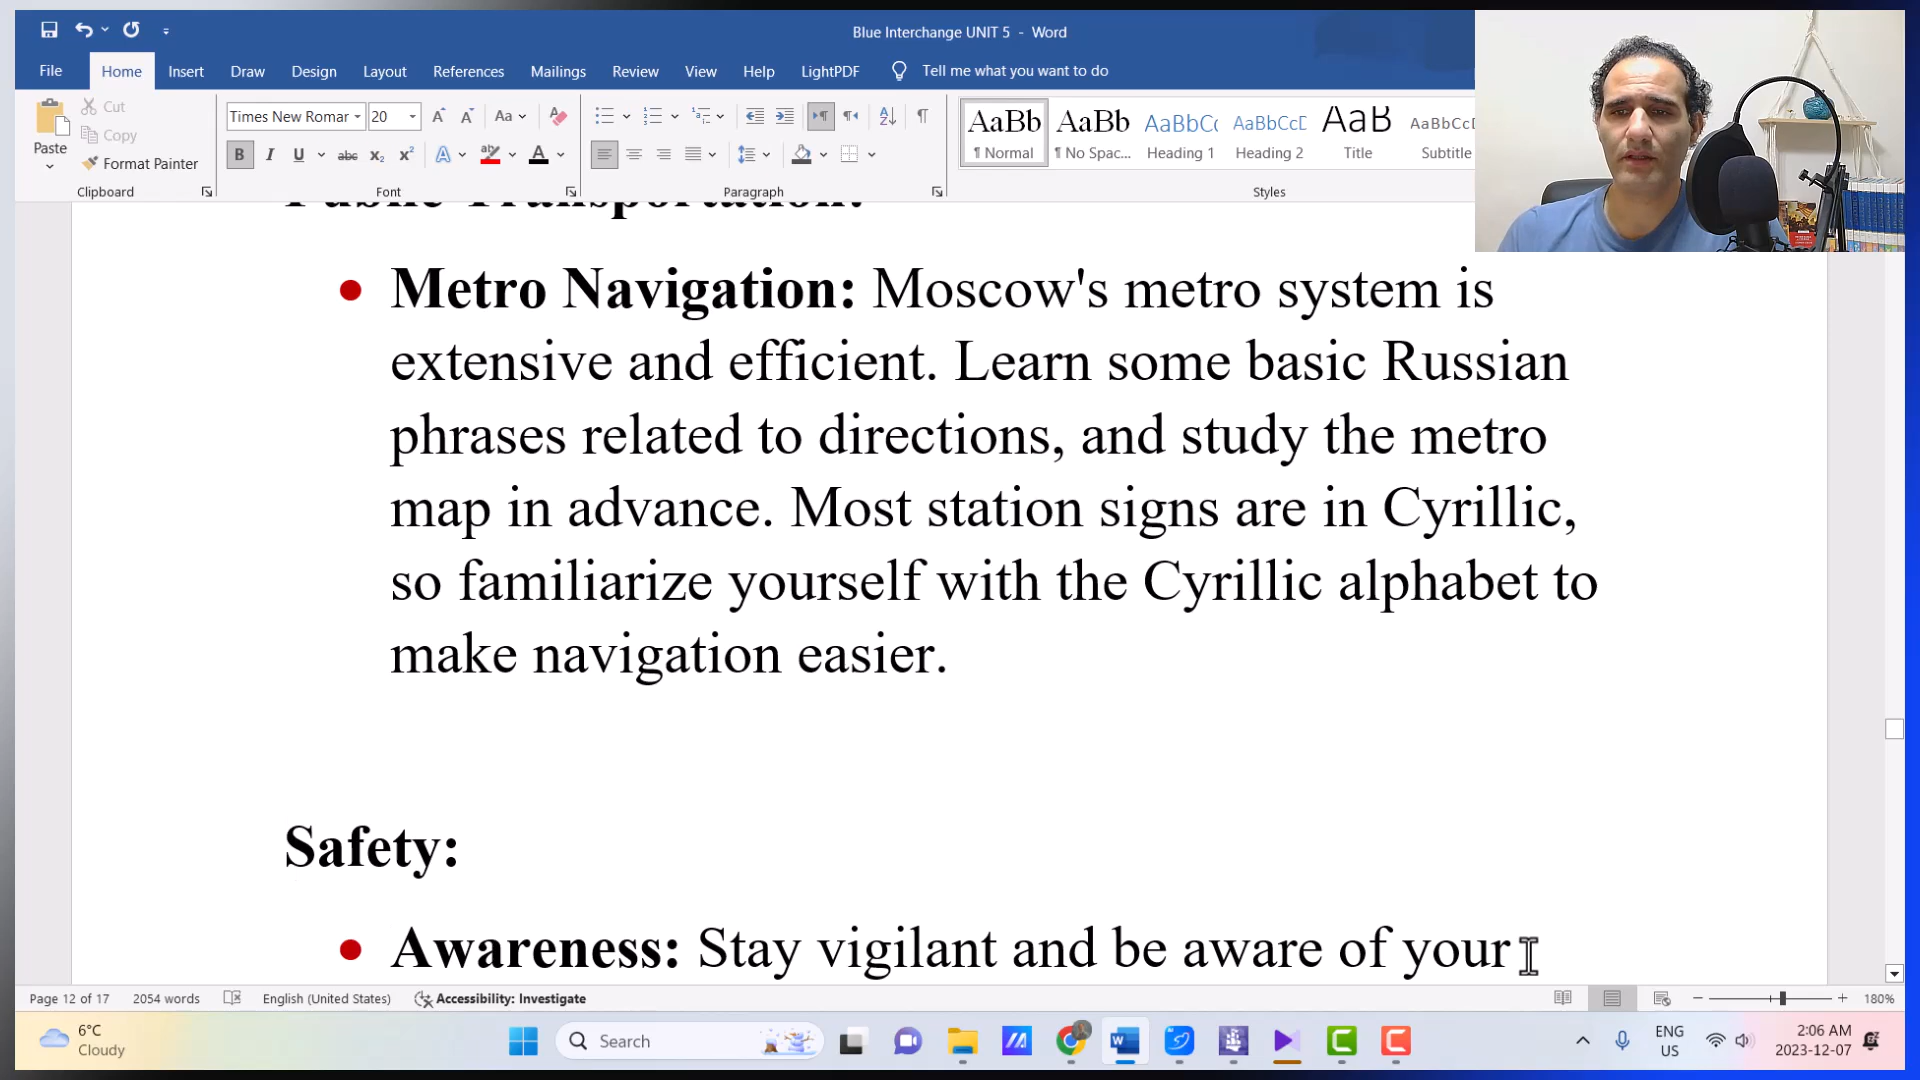 Blue Interchange UNIT 5 - Word
File Home Insert Draw Design Layout References Mailings Review View Help LightPDF Tell me what you want to do
Paste
Cut
Copy
Format Painter
Clipboard
Times New Romar 20
Font
Paragraph
AaBb AaBb AaBbC AaBbCc AaB AaBbCc
¶ Normal ¶ No Spac... Heading 1 Heading 2 Title Subtitle
Styles
Public Transportation:
Metro Navigation: Moscow's metro system is
extensive and efficient. Learn some basic Russian
phrases related to directions, and study the metro
map in advance. Most station signs are in Cyrillic,
so familiarize yourself with the Cyrillic alphabet to
make navigation easier.
Safety:
Awareness: Stay vigilant and be aware of your
Page 12 of 17 2054 words English (United States) Accessibility: Investigate 180%
6°C
Cloudy
Search
ENG
US
2:06 AM
2023-12-07